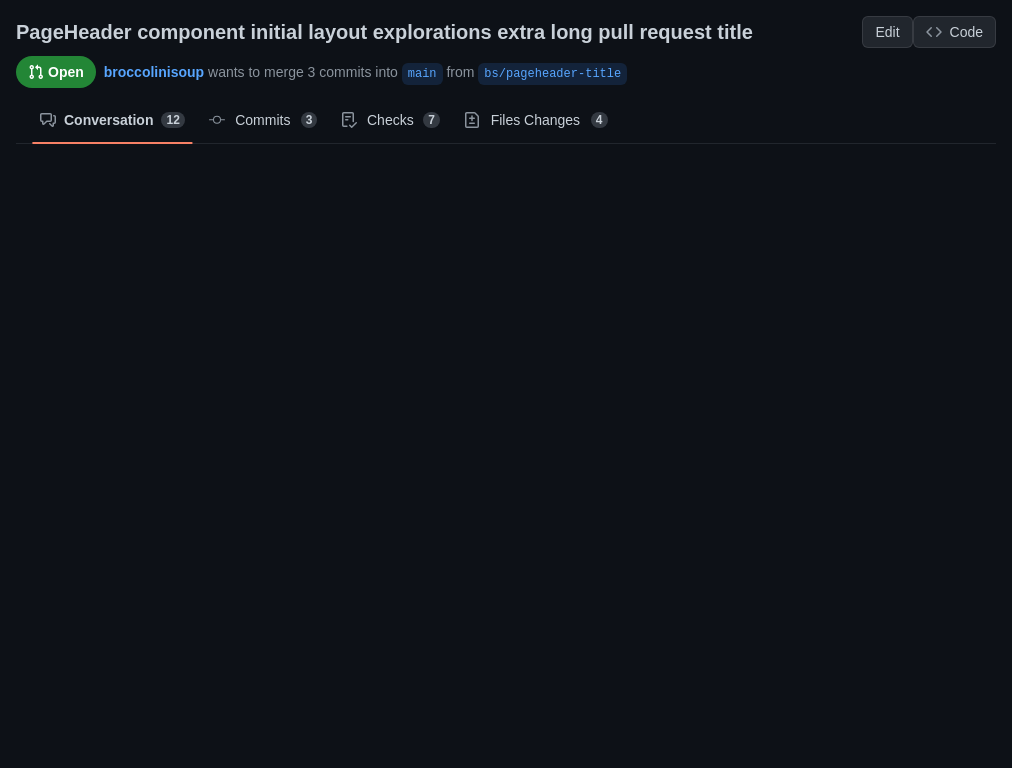 PageHeader component initial layout explorations extra long pull request title
Edit
Code
Open
broccolinisoup wants to merge 3 commits into main from bs/pageheader-title
Conversation 12
Commits 3
Checks 7
Files Changes 4